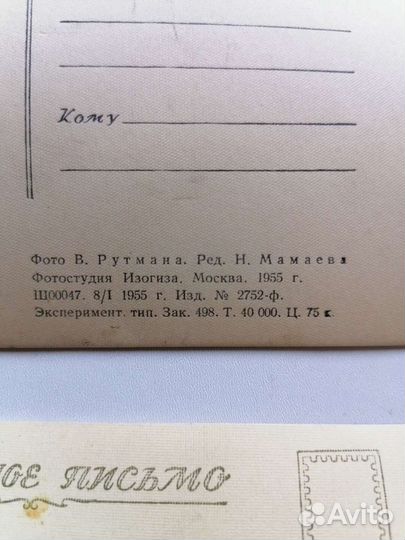 Кому
Фото В. Рутмана. Ред. Н. Мамаева
Фотостудия Изогиза. Москва. 1955 г.
Ш00047. 8/I 1955 г. Изд. № 2752-ф.
Эксперимент. тип. Зак. 498. Т. 40 000. Ц. 75 к.
НОЕ ПИСЬМО
Avito